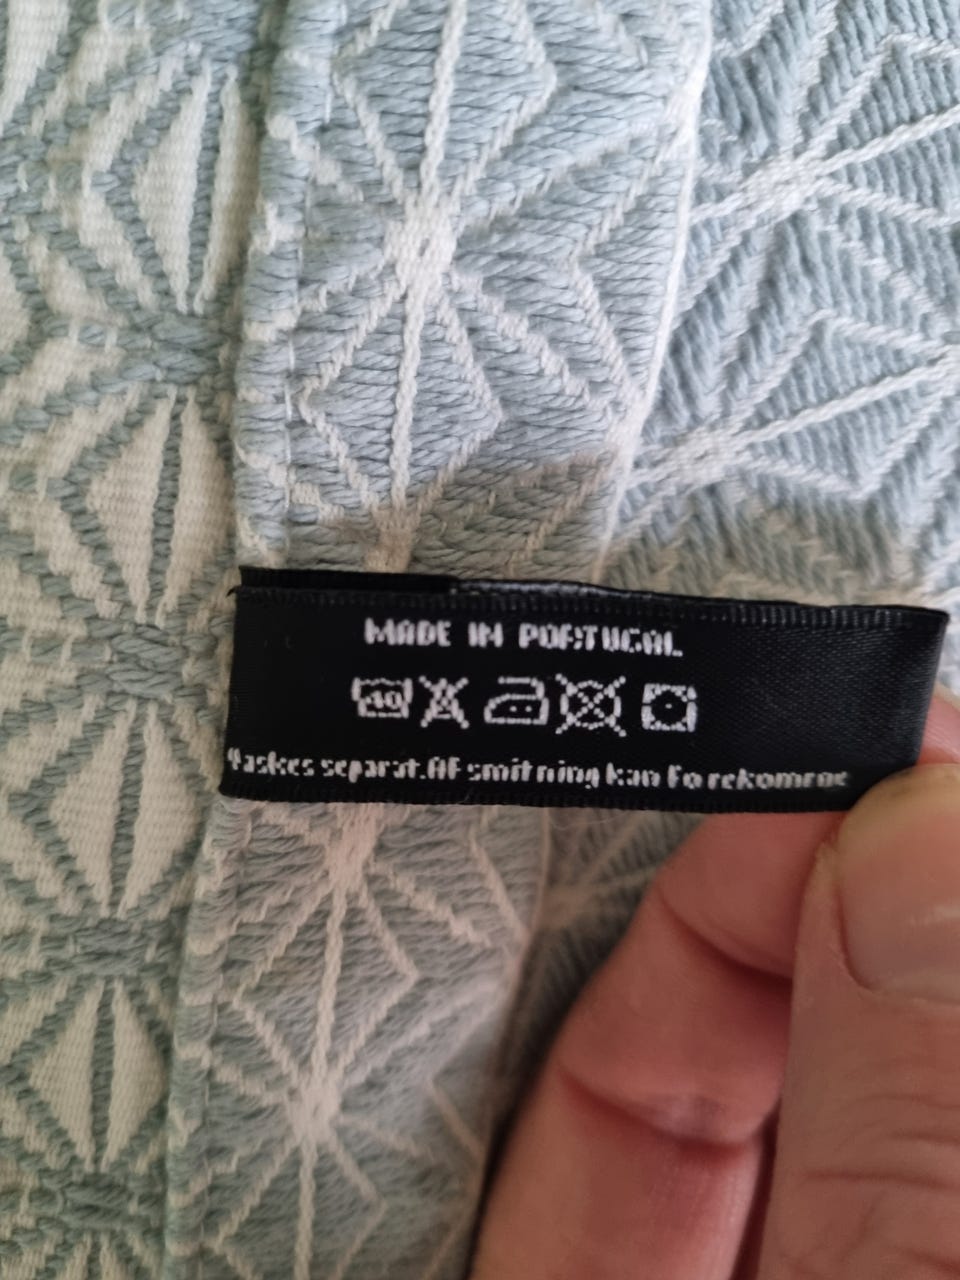 MADE IN PORTUGAL
40
Vaskes separat. Af smitning kan forekomme